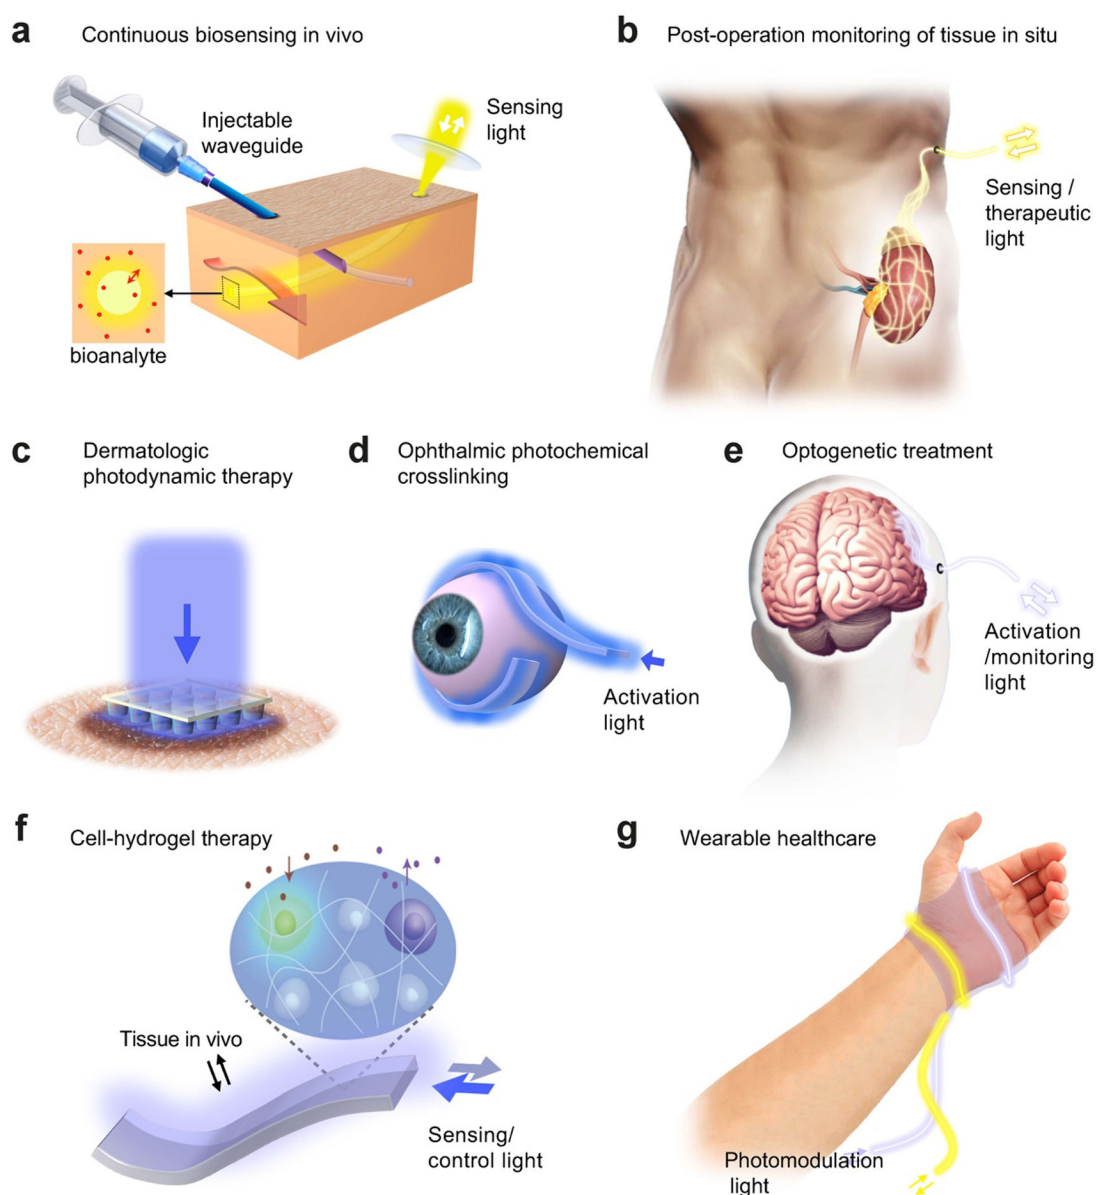 a
Continuous biosensing in vivo
Injectable
waveguide
Sensing
light
bioanalyte
b
Post-operation monitoring of tissue in situ
Sensing /
therapeutic
light
c
Dermatologic
photodynamic therapy
d
Ophthalmic photochemical
crosslinking
Activation
light
e
Optogenetic treatment
Activation
/monitoring
light
f
Cell-hydrogel therapy
Tissue in vivo
Sensing/
control light
g
Wearable healthcare
Photomodulation
light